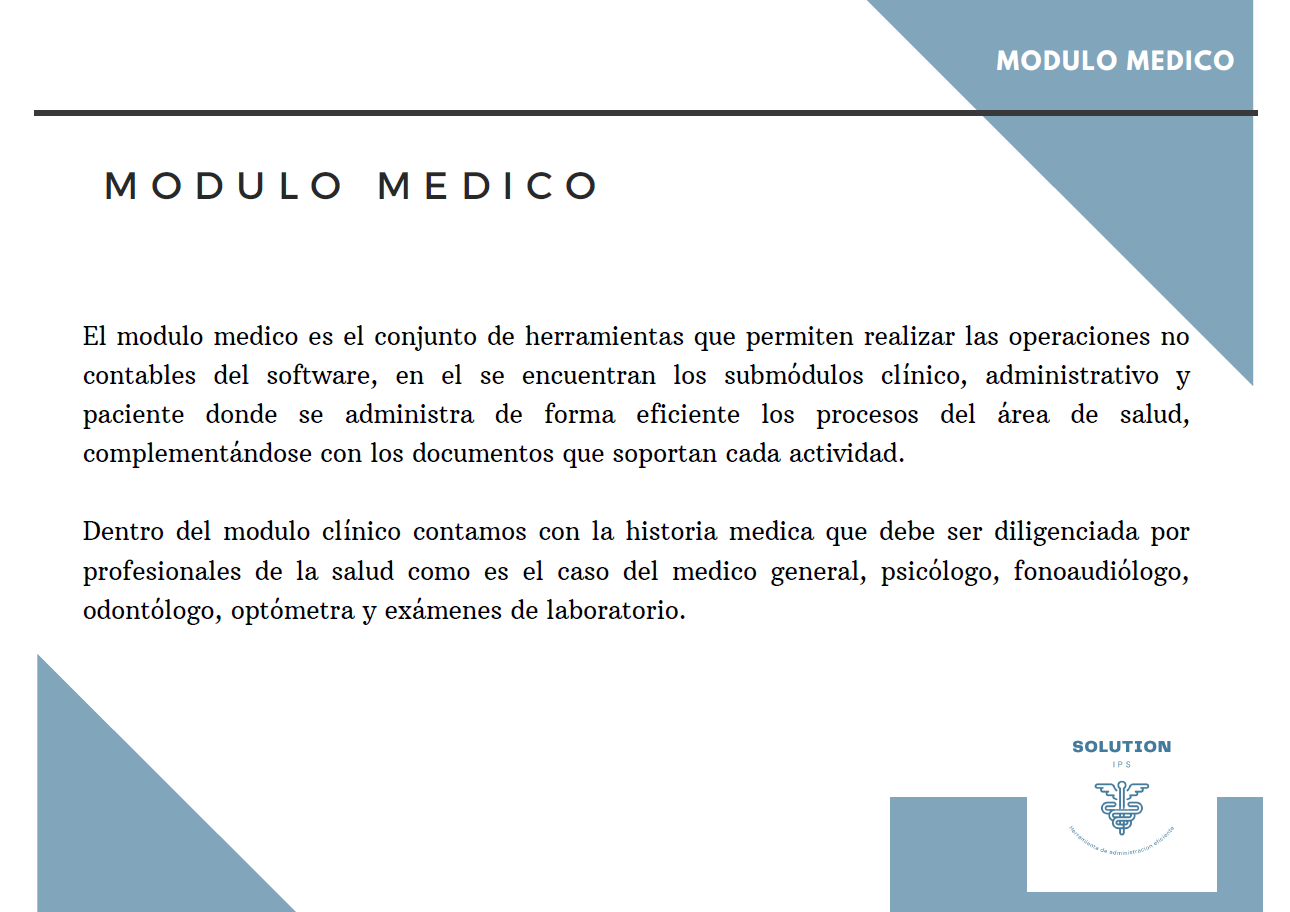 MODULO MEDICO
MODULO MEDICO
El modulo medico es el conjunto de herramientas que permiten realizar las operaciones no
contables del software, en el se encuentran los submódulos clínico, administrativo y
paciente donde se administra de forma eficiente los procesos del área de salud,
complementándose con los documentos que soportan cada actividad.
Dentro del modulo clínico contamos con la historia medica que debe ser diligenciada por
profesionales de la salud como es el caso del medico general, psicólogo, fonoaudiólogo,
odontólogo, optómetra y exámenes de laboratorio.
SOLUTION
IPS
Herramienta de administracion eficiente